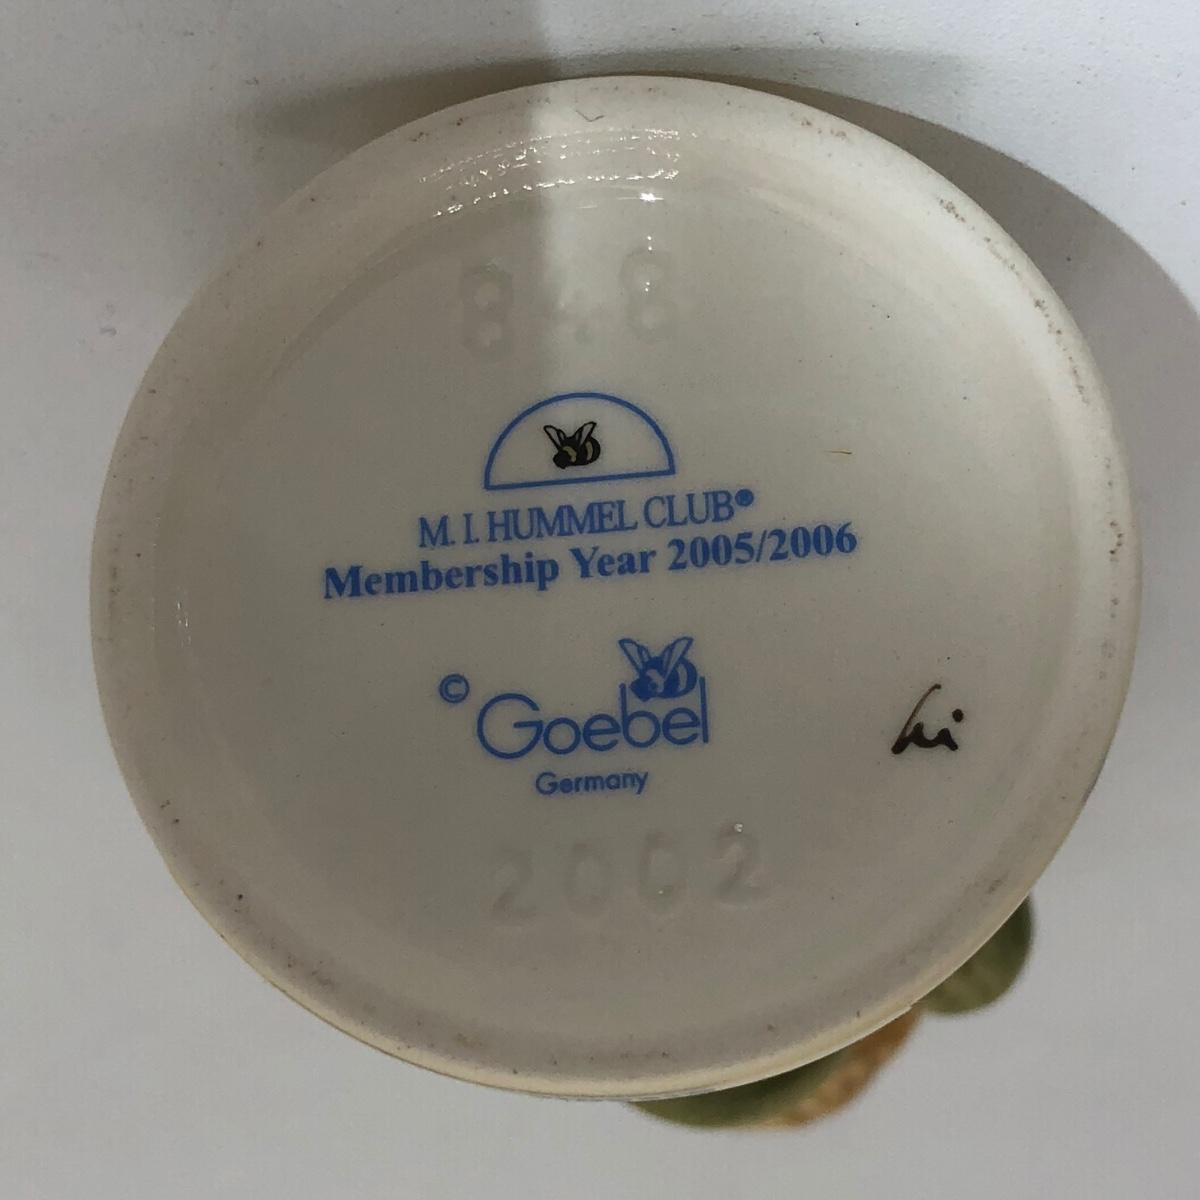 M. I. HUMMEL CLUB®
Membership Year 2005/2006
© Goebel
Germany
2002